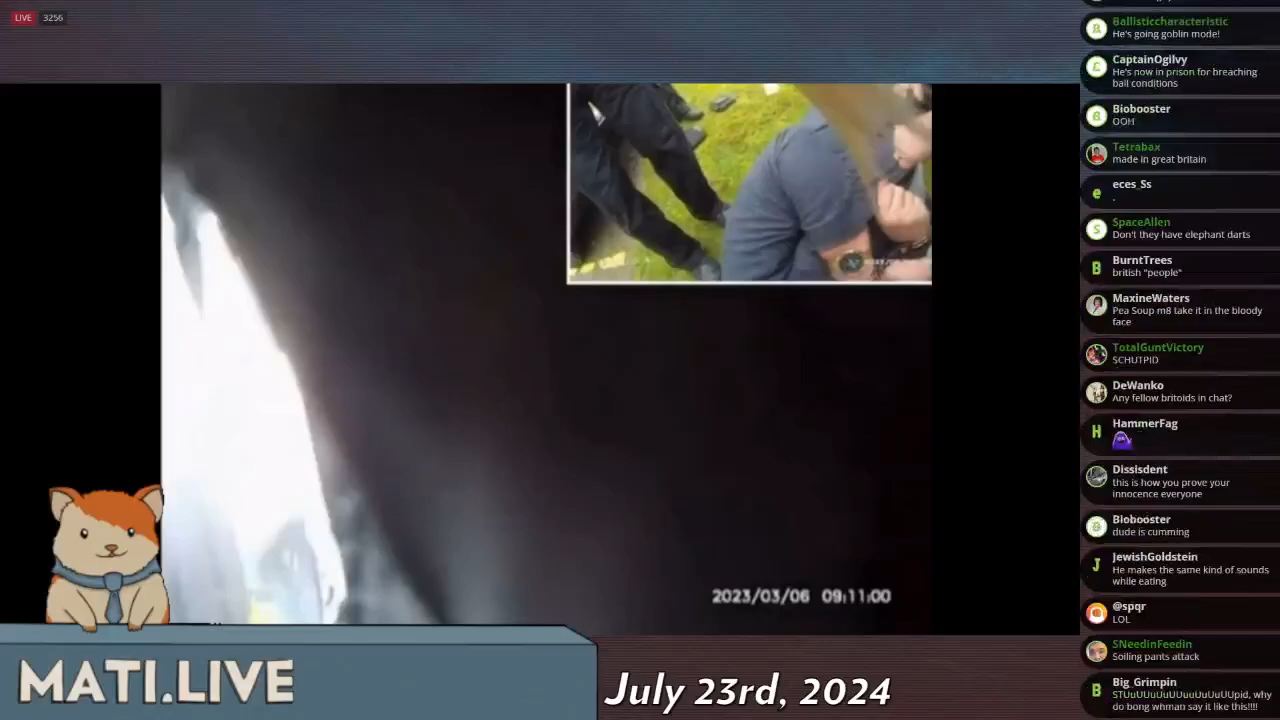 LIVE 3256
Ballisticcharacteristic
He's going goblin mode!
CaptainOgilvy
He's now in prison for breaching
bail conditions
Biobooster
OOH
Tetrabax
made in great britain
eces_Ss
.
SpaceAllen
Don't they have elephant darts
BurntTrees
british "people"
MaxineWaters
Pea Soup m8 take it in the bloody
face
TotalGuntVictory
SCHUTPID
DeWanko
Any fellow britoids in chat?
HammerFag
Dissisdent
this is how you prove your
innocence everyone
Biobooster
dude is cumming
JewishGoldstein
He makes the same kind of sounds
while eating
@spqr
LOL
SNeedinFeedin
Soiling pants attack
Big_Grimpin
STUuUUuUuUUuuUuUuUUpid, why
do bong whman say it like this!!!!
2023/03/06 09:11:00
MATI.LIVE
July 23rd, 2024